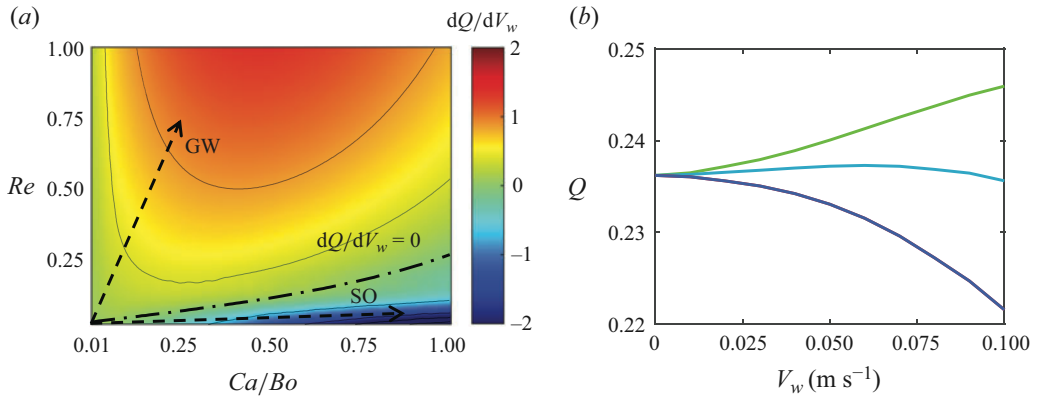 (a)
dQ/dV_w
1.00
0.75
Re 0.50
0.25
GW
dQ/dV_w = 0
SO
0.01 0.25 0.50 0.75 1.00
Ca/Bo
2
1
0
−1
−2
(b)
0.25
0.24
Q
0.23
0.22
0 0.025 0.050 0.075 0.100
V_w (m s⁻¹)